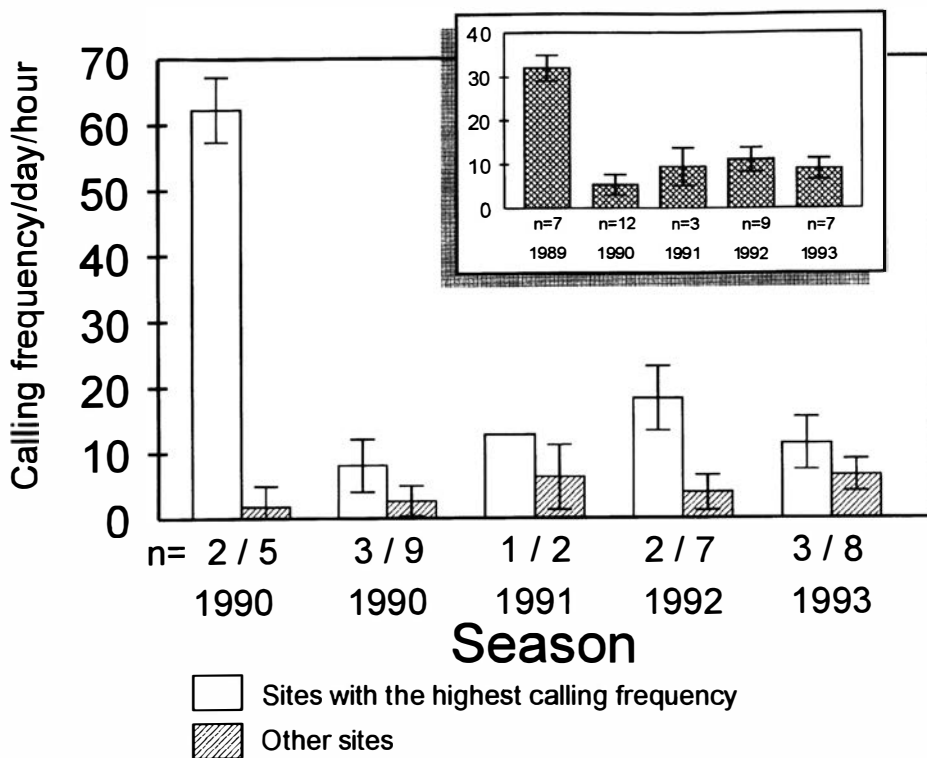 Calling frequency/day/hour
70
60
50
40
30
20
10
0
40
30
20
10
0
n=7 n=12 n=3 n=9 n=7
1989 1990 1991 1992 1993
n= 2 / 5 3 / 9 1 / 2 2 / 7 3 / 8
1990 1990 1991 1992 1993
Season
Sites with the highest calling frequency
Other sites